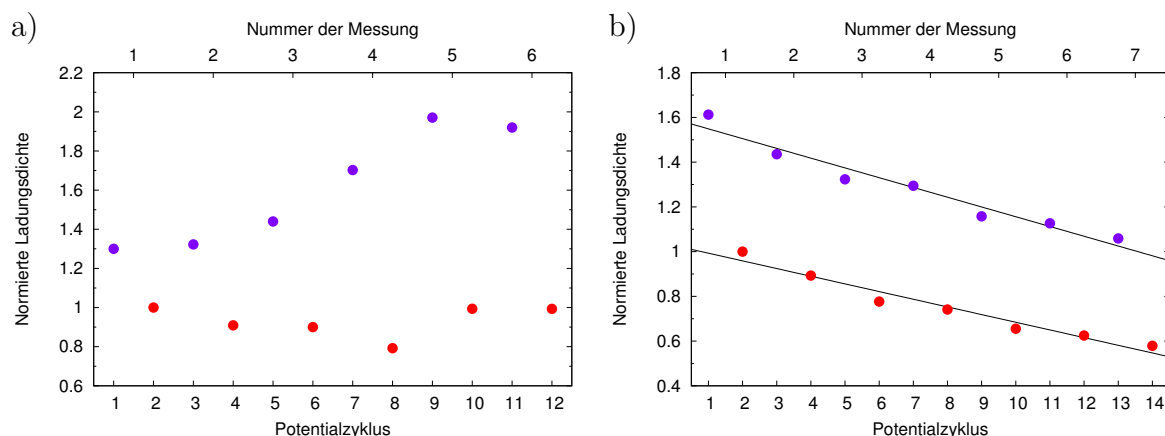 a)
Nummer der Messung
1 2 3 4 5 6
2.2
2
1.8
1.6
1.4
1.2
1
0.8
0.6
Normierte Ladungsdichte
1 2 3 4 5 6 7 8 9 10 11 12
Potentialzyklus
b)
Nummer der Messung
1 2 3 4 5 6 7
1.8
1.6
1.4
1.2
1
0.8
0.6
0.4
Normierte Ladungsdichte
1 2 3 4 5 6 7 8 9 10 11 12 13 14
Potentialzyklus